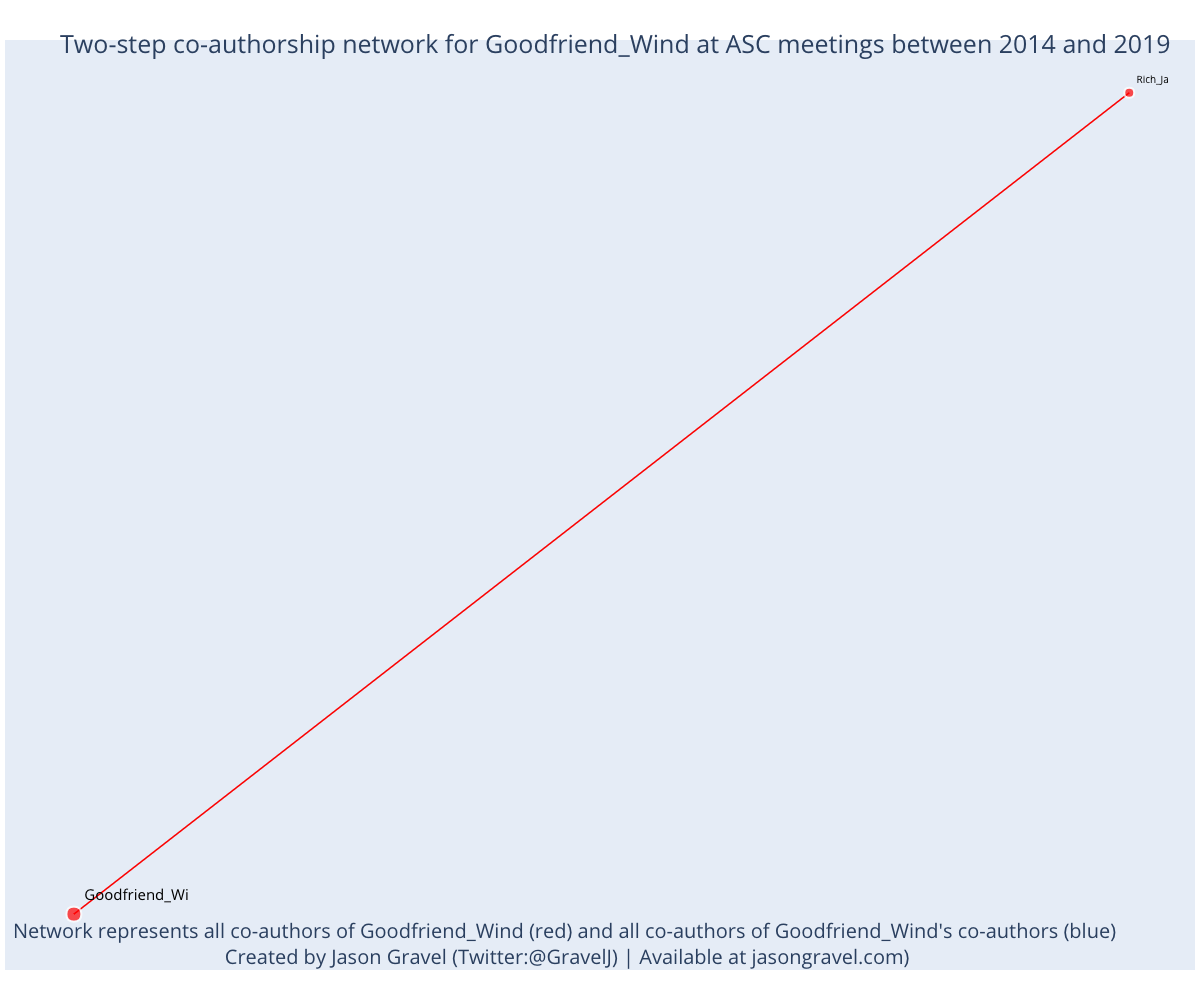 Two-step co-authorship network for Goodfriend_Wind at ASC meetings between 2014 and 2019
Rich_Ja
Goodfriend_Wi
Network represents all co-authors of Goodfriend_Wind (red) and all co-authors of Goodfriend_Wind's co-authors (blue)
Created by Jason Gravel (Twitter:@GravelJ) | Available at jasongravel.com)